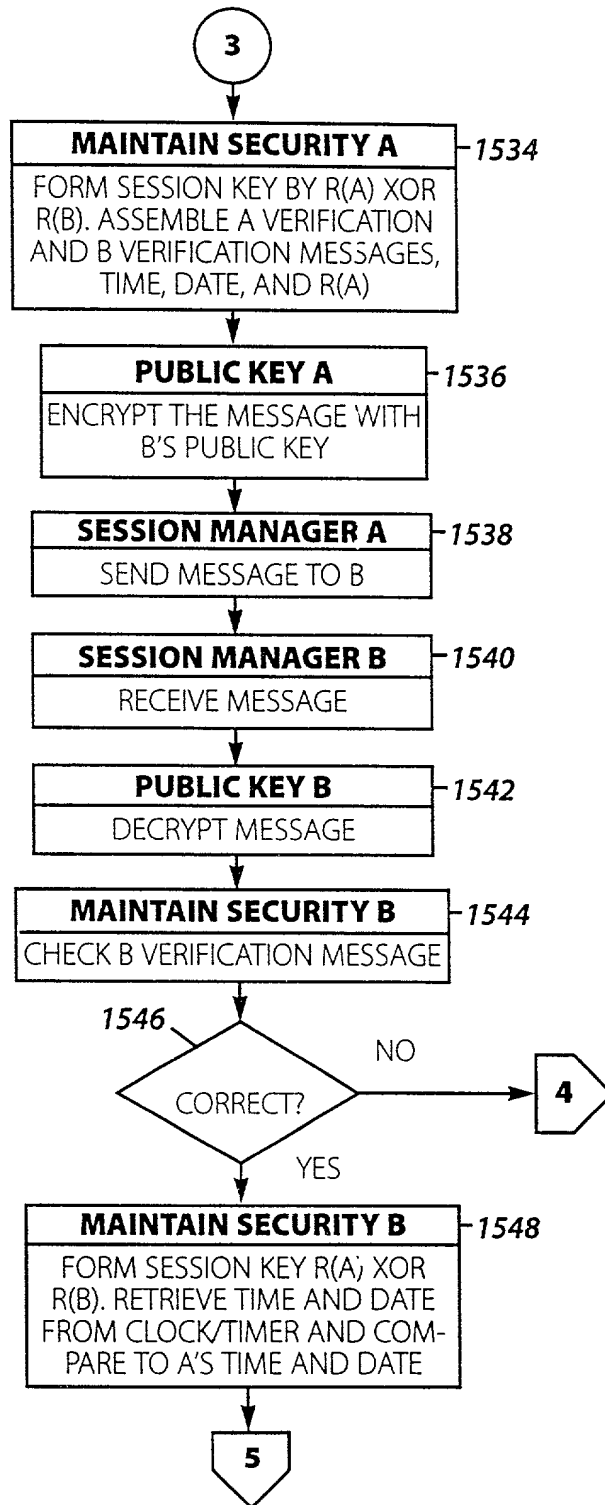 3
MAINTAIN SECURITY A
1534
FORM SESSION KEY BY R(A) XOR
R(B). ASSEMBLE A VERIFICATION
AND B VERIFICATION MESSAGES,
TIME, DATE, AND R(A)
PUBLIC KEY A
1536
ENCRYPT THE MESSAGE WITH
B'S PUBLIC KEY
SESSION MANAGER A
1538
SEND MESSAGE TO B
SESSION MANAGER B
1540
RECEIVE MESSAGE
PUBLIC KEY B
1542
DECRYPT MESSAGE
MAINTAIN SECURITY B
1544
CHECK B VERIFICATION MESSAGE
1546
CORRECT?
NO
4
YES
MAINTAIN SECURITY B
1548
FORM SESSION KEY R(A) XOR
R(B). RETRIEVE TIME AND DATE
FROM CLOCK/TIMER AND COM-
PARE TO A'S TIME AND DATE
5